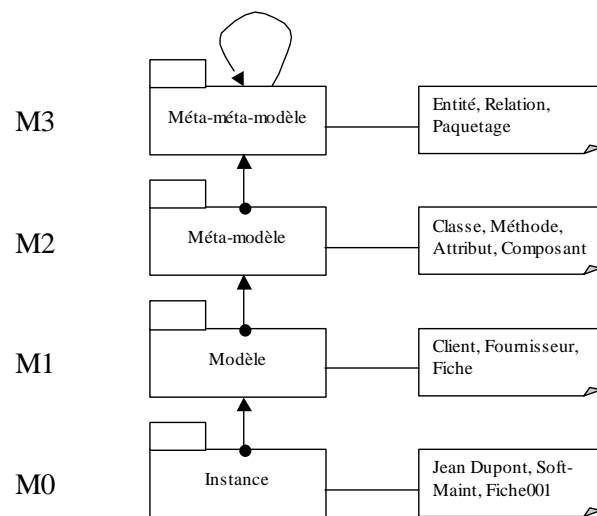 M3
Méta-méta-modèle
Entité, Relation,
Paquetage
M2
Méta-modèle
Classe, Méthode,
Attribut, Composant
M1
Modèle
Client, Fournisseur,
Fiche
M0
Instance
Jean Dupont, Soft-
Maint, Fiche001